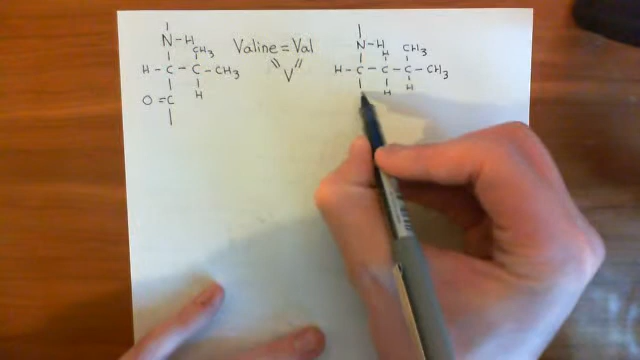 N-H
CH3
H-C-C-CH3
H
O=C
Valine = Val
"V"
N-H
H CH3
H-C-C-C-CH3
H H